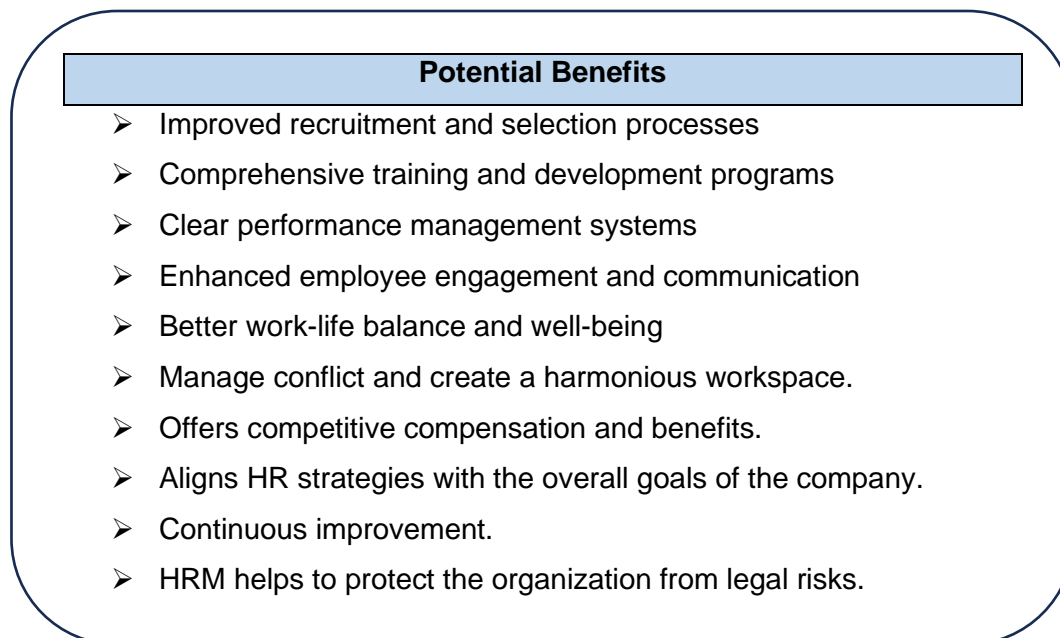 Potential Benefits
➢ Improved recruitment and selection processes
➢ Comprehensive training and development programs
➢ Clear performance management systems
➢ Enhanced employee engagement and communication
➢ Better work-life balance and well-being
➢ Manage conflict and create a harmonious workspace.
➢ Offers competitive compensation and benefits.
➢ Aligns HR strategies with the overall goals of the company.
➢ Continuous improvement.
➢ HRM helps to protect the organization from legal risks.